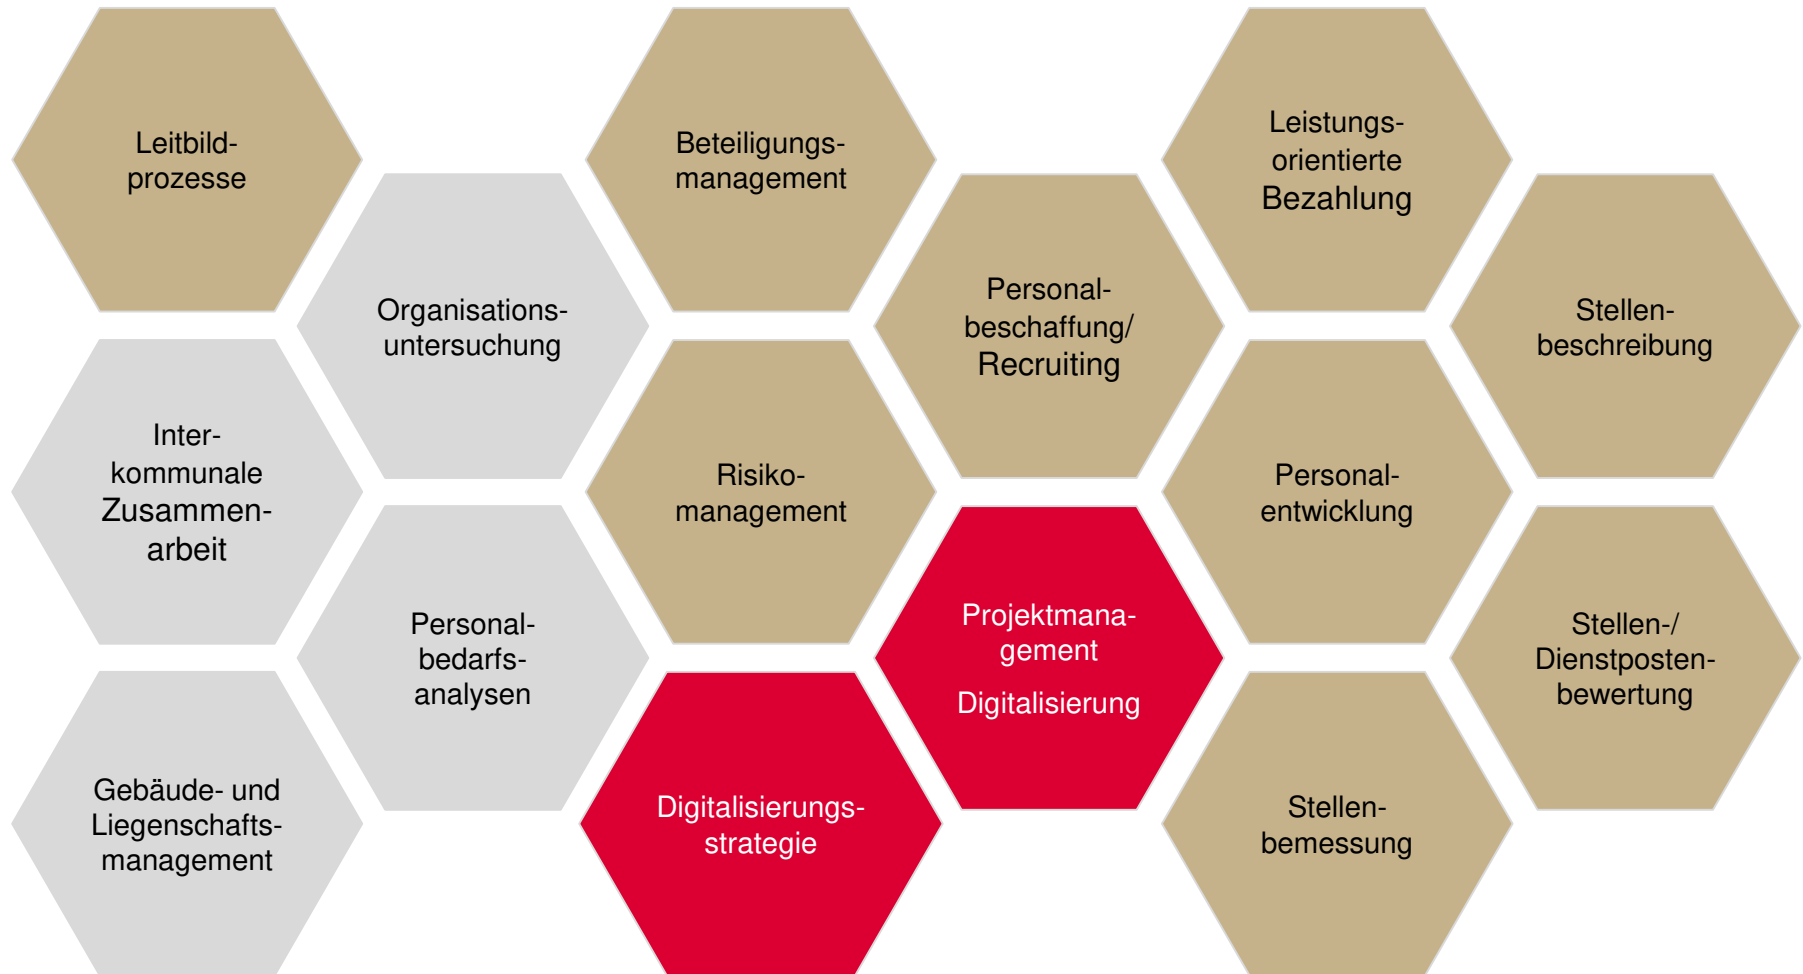 Leitbild-
prozesse
Beteiligungs-
management
Leistungs-
orientierte
Bezahlung
Organisations-
untersuchung
Personal-
beschaffung/
Recruiting
Stellen-
beschreibung
Inter-
kommunale
Zusammen-
arbeit
Risiko-
management
Personal-
entwicklung
Personal-
bedarfs-
analysen
Projektmana-
gement
Digitalisierung
Stellen-/
Dienstposten-
bewertung
Gebäude- und
Liegenschafts-
management
Digitalisierungs-
strategie
Stellen-
bemessung